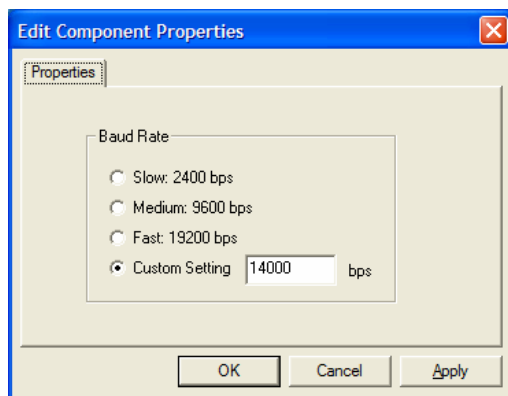 Edit Component Properties
Properties
Baud Rate
Slow: 2400 bps
Medium: 9600 bps
Fast: 19200 bps
Custom Setting 14000 bps
OK Cancel Apply